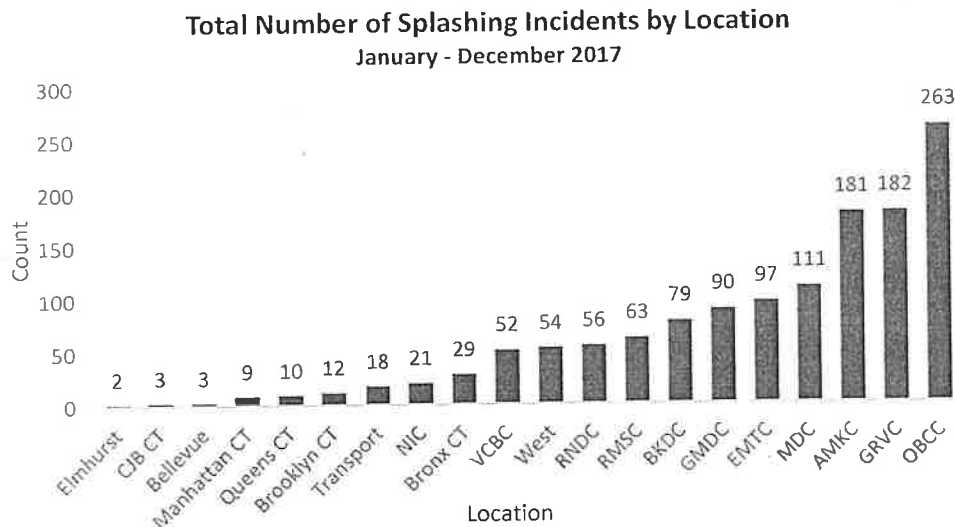 Total Number of Splashing Incidents by Location
January - December 2017
300
250
200
150
100
50
0
Count
2
3
3
9
10
12
18
21
29
52
54
56
63
79
90
97
111
181
182
263
Elmhurst
CJB CT
Bellevue
Manhattan CT
Queens CT
Brooklyn CT
Transport
NIC
Bronx CT
VCBC
West
RNDC
RMSC
BKDC
GMDC
EMTC
MDC
AMKC
GRVC
OBCC
Location